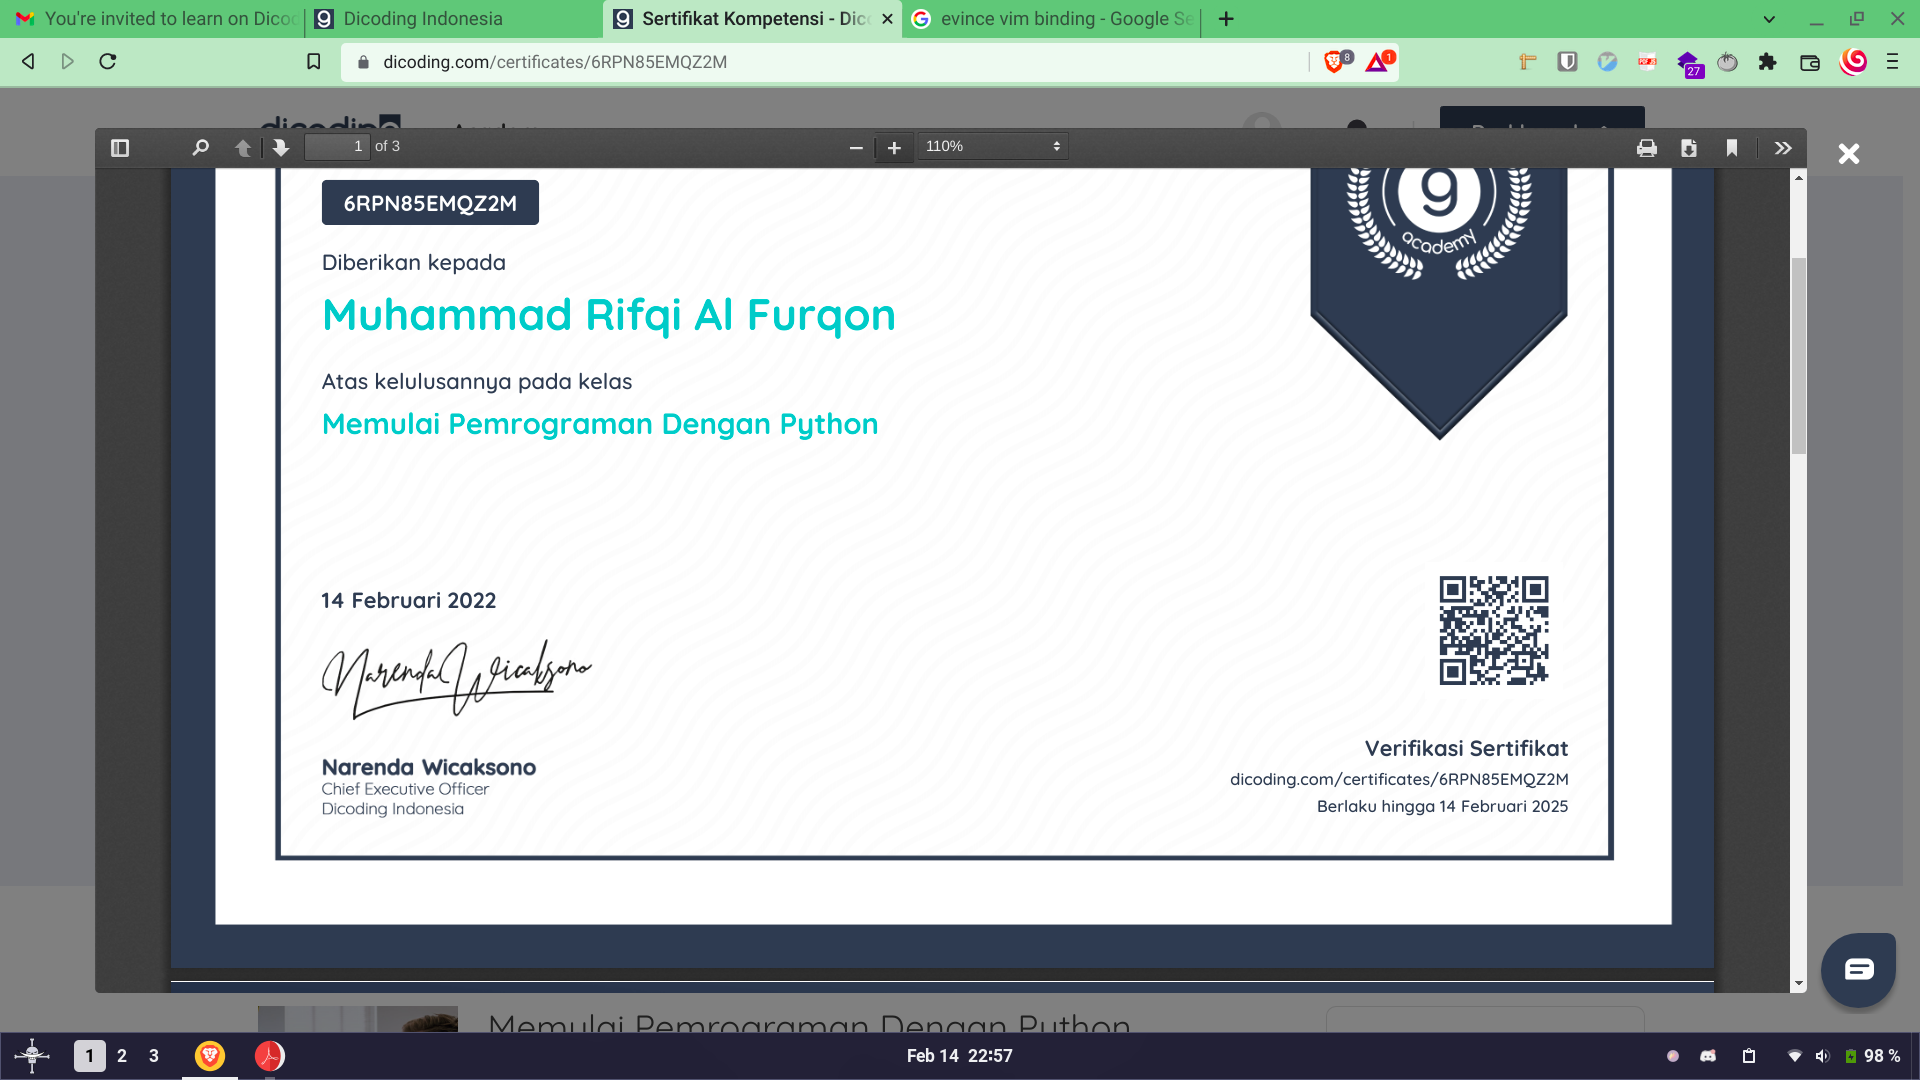 You're invited to learn on Dicod
Dicoding Indonesia
Sertifikat Kompetensi - Dic
evince vim binding - Google Se
dicoding.com/certificates/6RPN85EMQZ2M
8
1
PDF JS
27
dicoding
1 of 3
110%
6RPN85EMQZ2M
academy
Diberikan kepada
Muhammad Rifqi Al Furqon
Atas kelulusannya pada kelas
Memulai Pemrograman Dengan Python
14 Februari 2022
Narenda Wicaksono
Narenda Wicaksono
Chief Executive Officer
Dicoding Indonesia
Verifikasi Sertifikat
dicoding.com/certificates/6RPN85EMQZ2M
Berlaku hingga 14 Februari 2025
Memulai Pemrograman Dengan Python
1 2 3
Feb 14 22:57
98 %